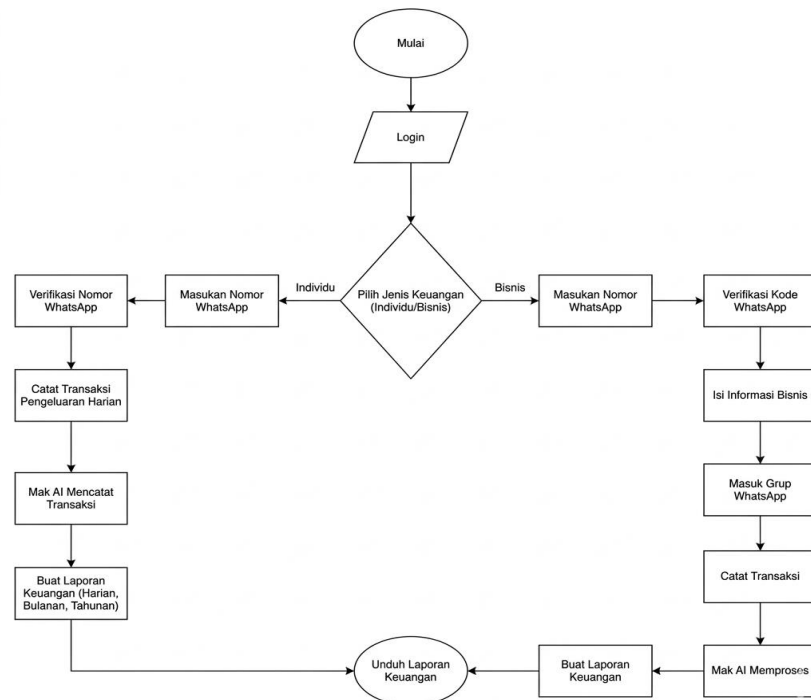 Mulai
Login
Pilih Jenis Keuangan
(Individu/Bisnis)
Individu
Masukan Nomor
WhatsApp
Verifikasi Nomor
WhatsApp
Catat Transaksi
Pengeluaran Harian
Mak AI Mencatat
Transaksi
Buat Laporan
Keuangan (Harian,
Bulanan, Tahunan)
Bisnis
Masukan Nomor
WhatsApp
Verifikasi Kode
WhatsApp
Isi Informasi Bisnis
Masuk Grup
WhatsApp
Catat Transaksi
Mak AI Memproses
Buat Laporan
Keuangan
Unduh Laporan
Keuangan